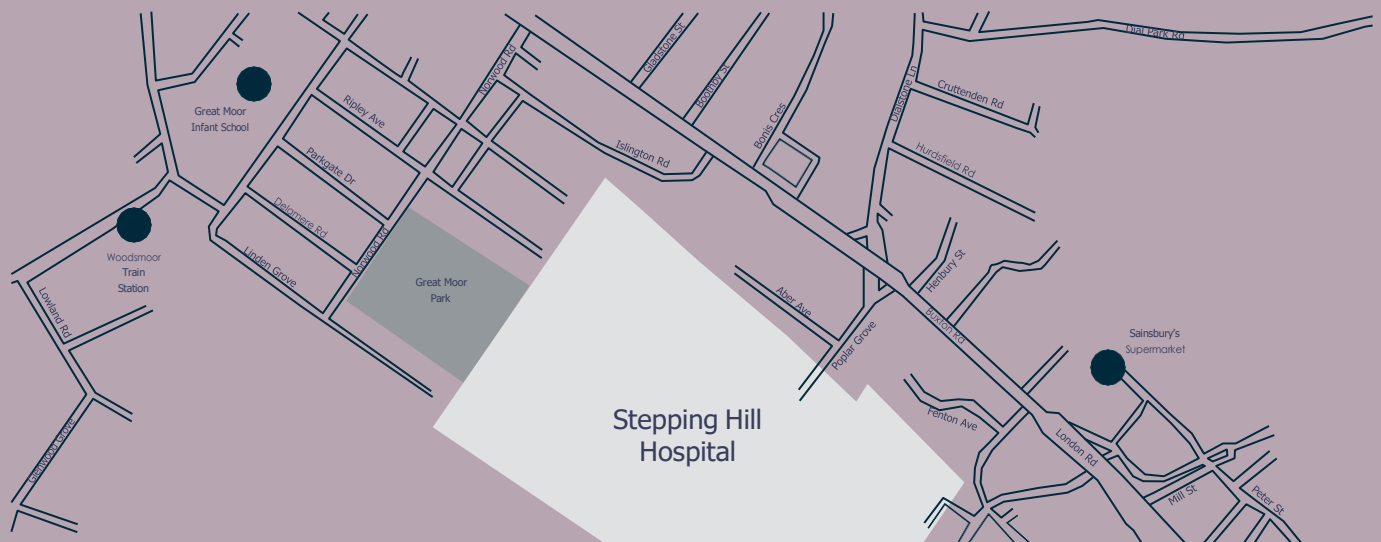 Gladstone St
Dial Park Rd
Norwood Rd
Boothby St
Dialstone Ln
Great Moor
Infant School
Ripley Ave
Cruttenden Rd
Bonis Cres
Islington Rd
Parkgate Dr
Hurdsfield Rd
Delamere Rd
Norwood Rd
Linden Grove
Woodsmoor
Train
Station
Great Moor
Park
Henbury St
Aber Ave
Lowland Rd
Buxton Rd
Poplar Grove
Sainsbury's
Supermarket
Stepping Hill
Hospital
Fenton Ave
London Rd
Glenwood Grove
Mill St
Peter St